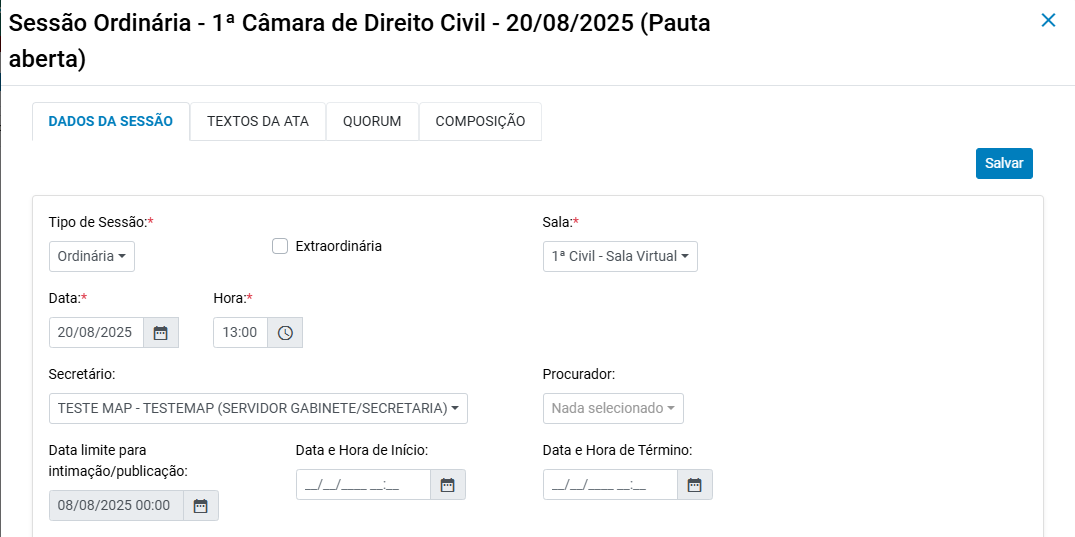 Sessão Ordinária - 1ª Câmara de Direito Civil - 20/08/2025 (Pauta
aberta)
DADOS DA SESSÃO TEXTOS DA ATA QUORUM COMPOSIÇÃO
Salvar
Tipo de Sessão:* Sala:*
Ordinária Extraordinária 1ª Civil - Sala Virtual
Data:* Hora:*
20/08/2025 13:00
Secretário: Procurador:
TESTE MAP - TESTEMAP (SERVIDOR GABINETE/SECRETARIA) Nada selecionado
Data limite para
intimação/publicação: Data e Hora de Início: Data e Hora de Término:
08/08/2025 00:00 __/__/____ __:__ __/__/____ __:__